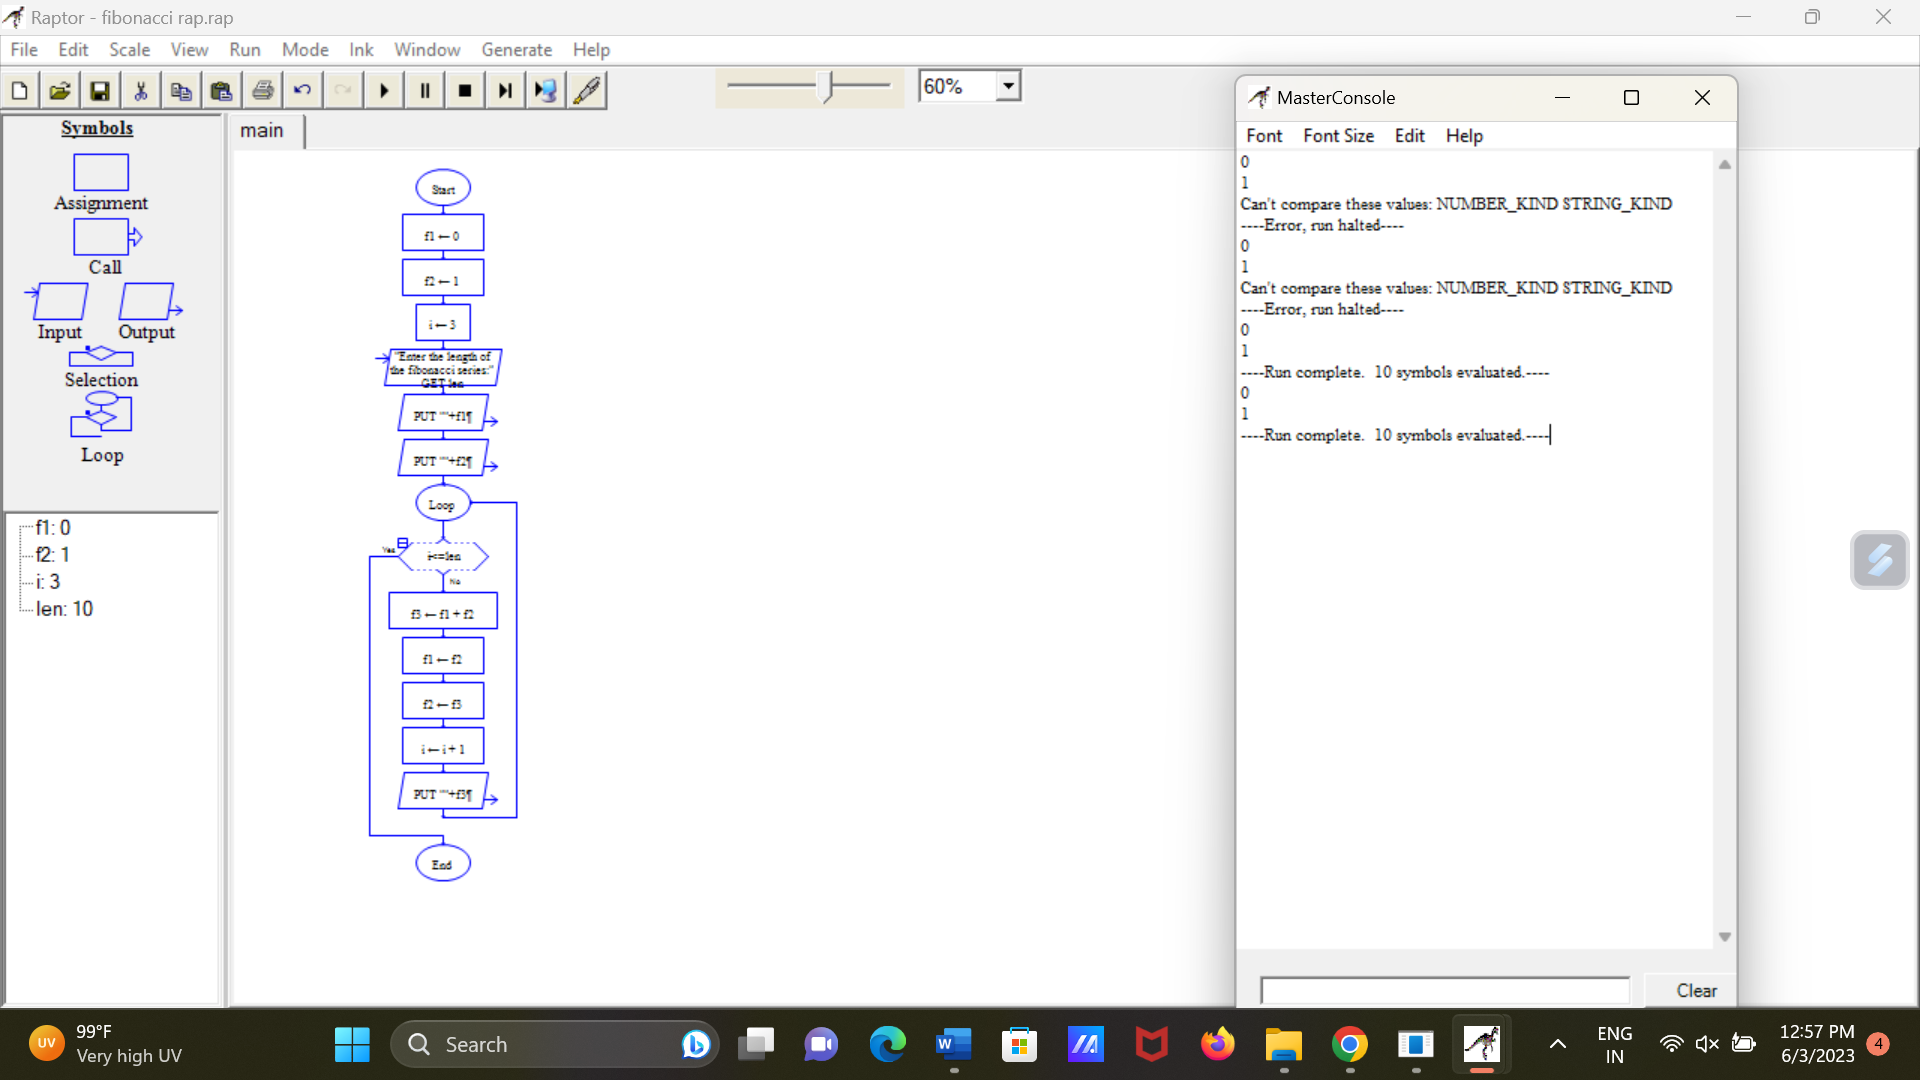 Raptor - fibonacci rap.rap
File Edit Scale View Run Mode Ink Window Generate Help
60%
Symbols
Assignment
Call
Input Output
Selection
Loop
f1: 0
f2: 1
i: 3
len: 10
main
Start
f1 ← 0
f2 ← 1
i ← 3
"Enter the length of
the fibonacci series:"
GET len
PUT ""+f1¶
PUT ""+f2¶
Loop
Yes
i<=len
No
f3 ← f1 + f2
f1 ← f2
f2 ← f3
i ← i + 1
PUT ""+f3¶
End
MasterConsole
Font Font Size Edit Help
0
1
Can't compare these values: NUMBER_KIND STRING_KIND
----Error, run halted----
0
1
Can't compare these values: NUMBER_KIND STRING_KIND
----Error, run halted----
0
1
----Run complete. 10 symbols evaluated.----
0
1
----Run complete. 10 symbols evaluated.----
Clear
UV
99°F
Very high UV
Search
W
ENG
IN
12:57 PM
6/3/2023
4